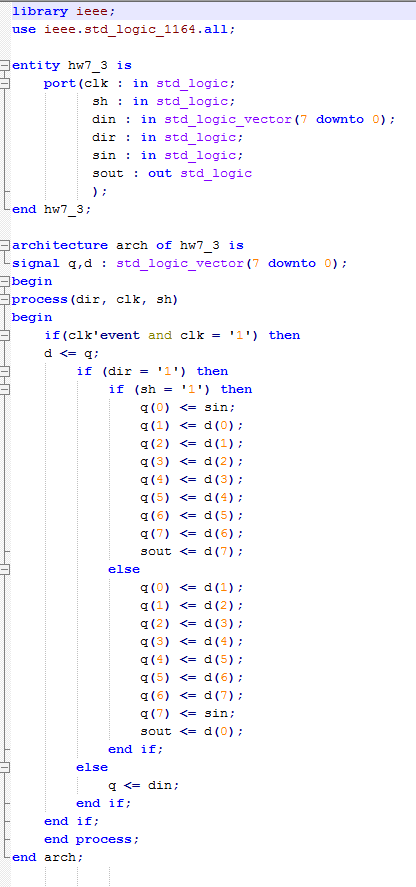 library ieee;
use ieee.std_logic_1164.all;

entity hw7_3 is
    port(clk : in std_logic;
          sh : in std_logic;
          din : in std_logic_vector(7 downto 0);
          dir : in std_logic;
          sin : in std_logic;
          sout : out std_logic
          );
end hw7_3;

architecture arch of hw7_3 is
signal q,d : std_logic_vector(7 downto 0);
begin
process(dir, clk, sh)
begin
    if(clk'event and clk = '1') then
    d <= q;
        if (dir = '1') then
            if (sh = '1') then
                q(0) <= sin;
                q(1) <= d(0);
                q(2) <= d(1);
                q(3) <= d(2);
                q(4) <= d(3);
                q(5) <= d(4);
                q(6) <= d(5);
                q(7) <= d(6);
                sout <= d(7);
            else
                q(0) <= d(1);
                q(1) <= d(2);
                q(2) <= d(3);
                q(3) <= d(4);
                q(4) <= d(5);
                q(5) <= d(6);
                q(6) <= d(7);
                q(7) <= sin;
                sout <= d(0);
            end if;
        else
            q <= din;
        end if;
    end if;
    end process;
end arch;